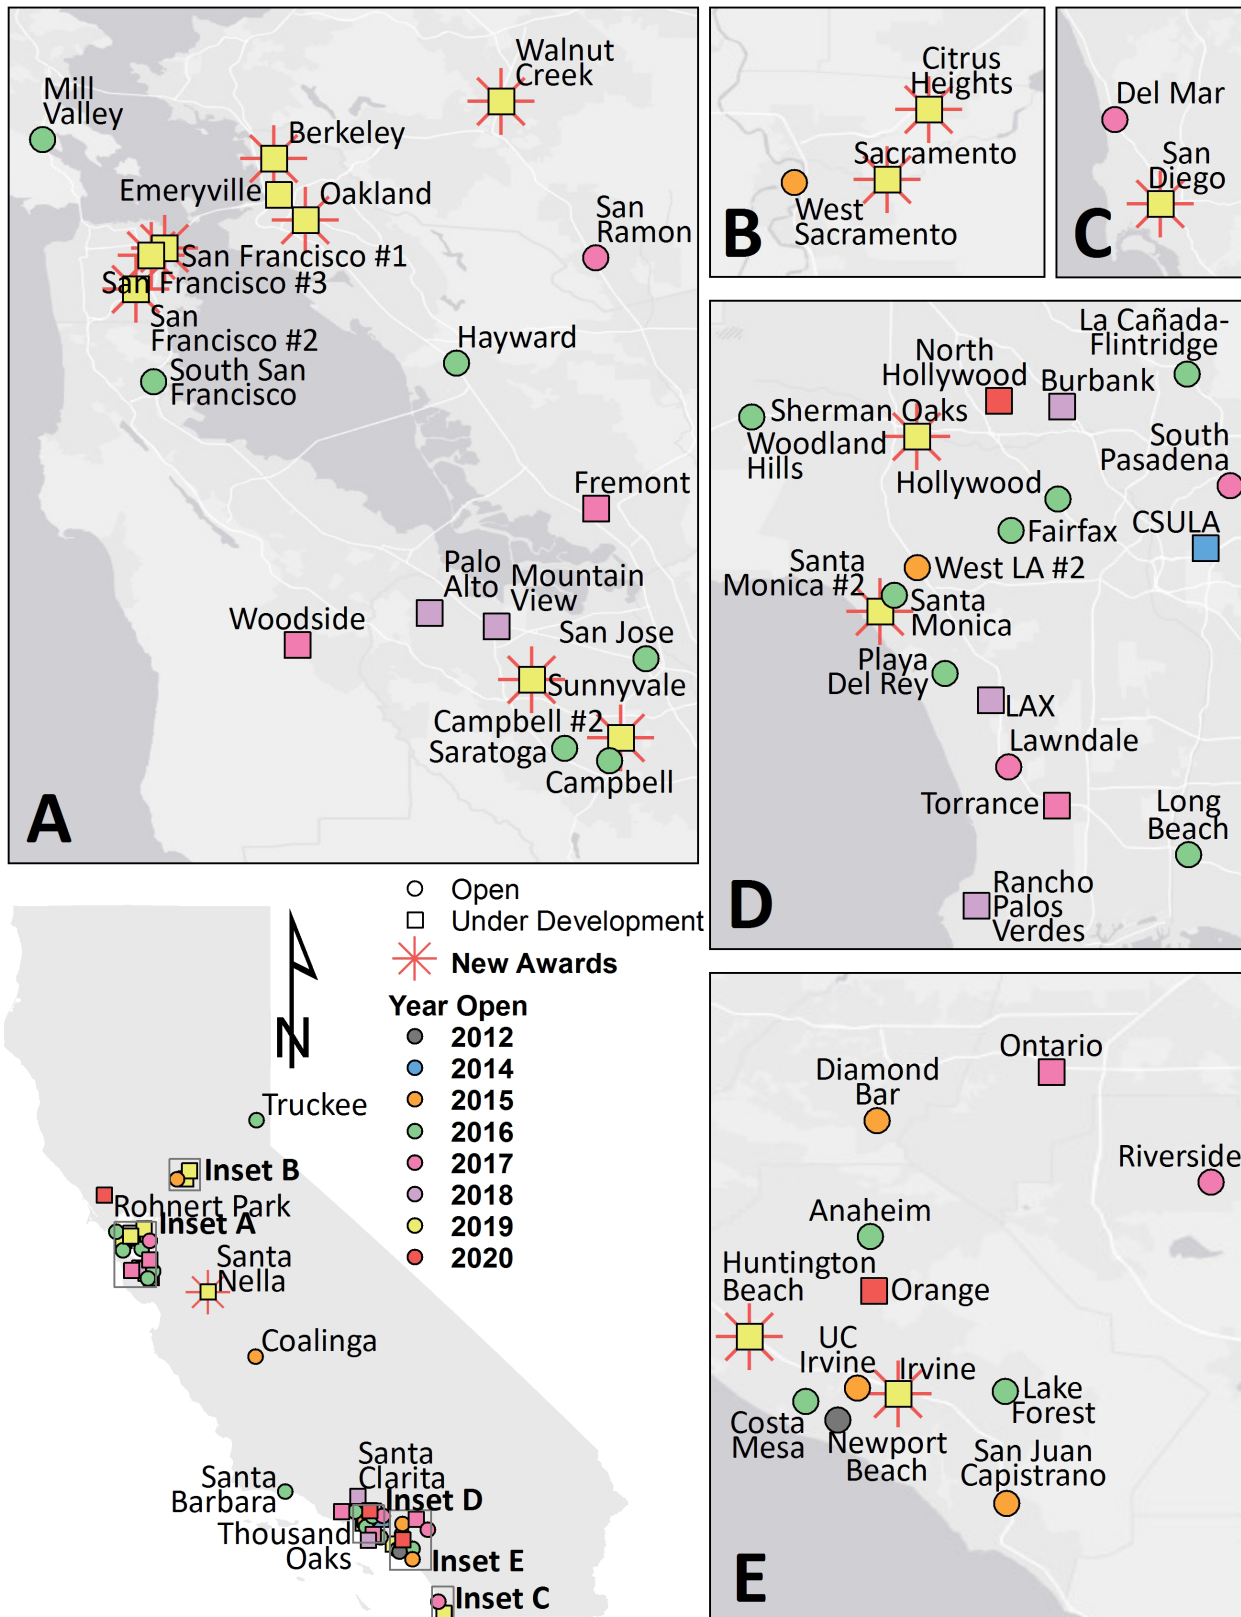 Walnut
Creek
Mill
Valley
Berkeley
Emeryville
Oakland
San
Ramon
San Francisco #1
San Francisco #3
San
Francisco #2
South San
Francisco
Hayward
Fremont
Palo
Alto
Mountain
View
Woodside
San Jose
Sunnyvale
Campbell #2
Saratoga
Campbell
A
Citrus
Heights
Sacramento
West
Sacramento
B
Del Mar
San
Diego
C
La Cañada-
Flintridge
North
Hollywood
Burbank
Sherman Oaks
Woodland
Hills
South
Pasadena
Hollywood
Fairfax
CSULA
Santa
Monica #2
West LA #2
Santa
Monica
Playa
Del Rey
LAX
Lawndale
Torrance
Long
Beach
Rancho
Palos
Verdes
D
Open
Under Development
New Awards
Year Open
2012
2014
2015
2016
2017
2018
2019
2020
N
Truckee
Inset B
Rohnert Park
Inset A
Santa
Nella
Coalinga
Santa
Clarita
Santa
Barbara
Inset D
Thousand
Oaks
Inset E
Inset C
Ontario
Diamond
Bar
Riverside
Anaheim
Huntington
Beach
Orange
UC
Irvine
Irvine
Lake
Forest
Costa
Mesa
Newport
Beach
San Juan
Capistrano
E